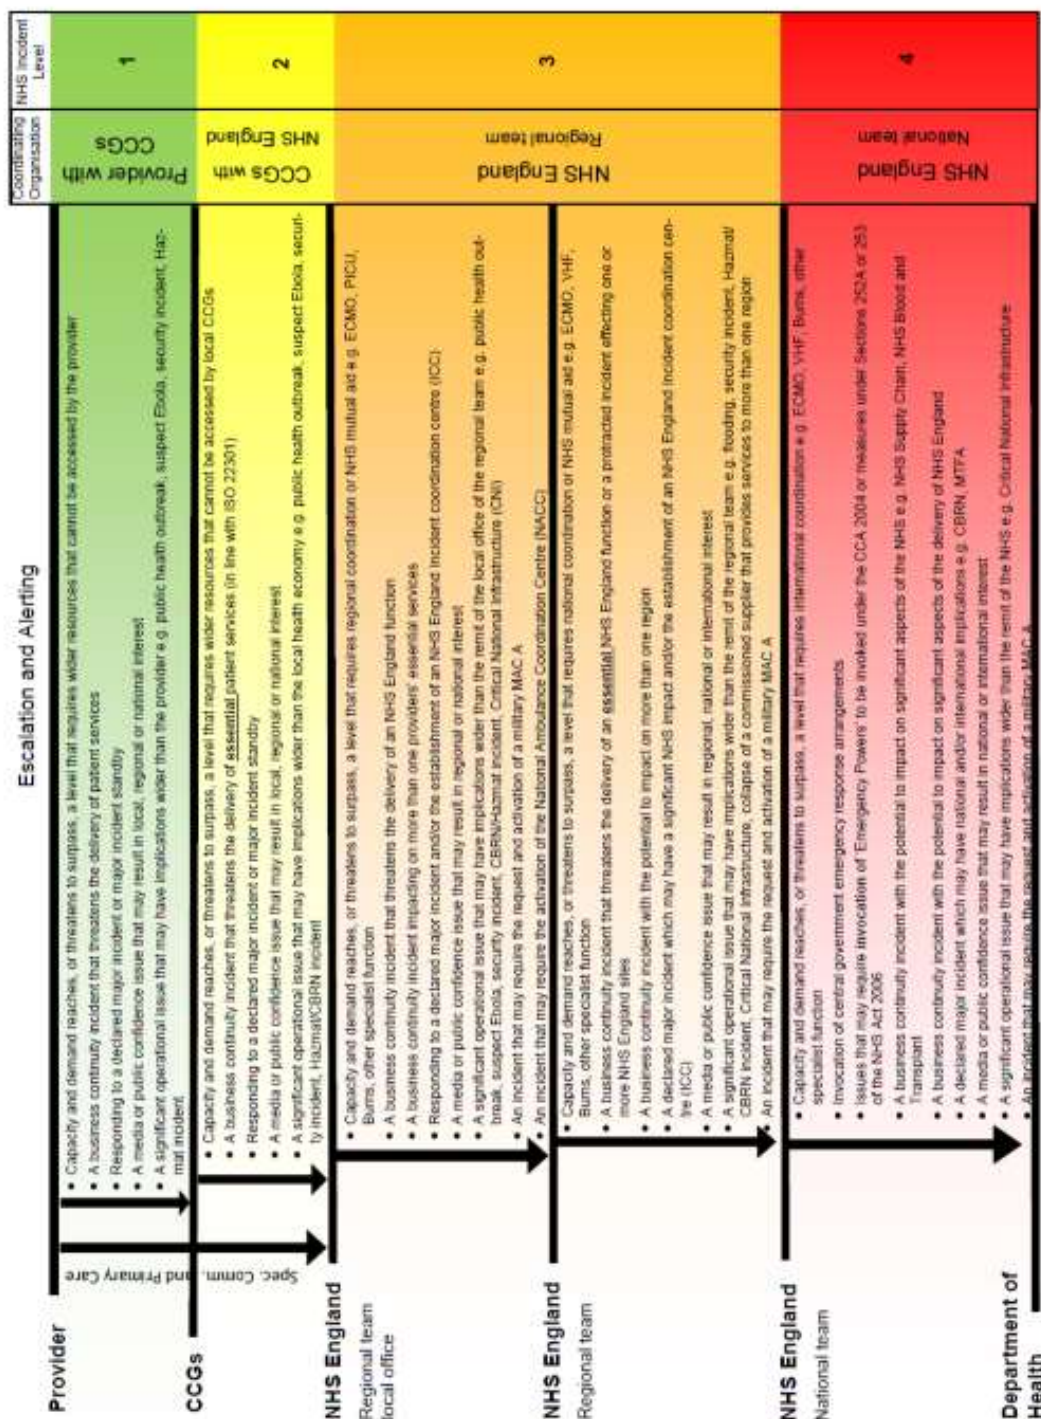 Escalation and Alerting
Coordinating
Organisation
NHS Incident
Level
Provider
Spec. Comm. and Primary Care
• Capacity and demand reaches, or threatens to surpass, a level that requires wider resources that cannot be accessed by the provider
• A business continuity incident that threatens the delivery of patient services
• Responding to a declared major incident or major incident standby
• A media or public confidence issue that may result in local, regional or national interest
• A significant operational issue that may have implications wider than the provider e.g. public health outbreak, suspect Ebola, security incident, Haz-
mat incident
Provider with
CCGs
1
CCGs
• Capacity and demand reaches, or threatens to surpass, a level that requires wider resources that cannot be accessed by local CCGs
• A business continuity incident that threatens the delivery of essential patient services (in line with ISO 22301)
• Responding to a declared major incident or major incident standby
• A media or public confidence issue that may result in local, regional or national interest
• A significant operational issue that may have implications wider than the local health economy e.g. public health outbreak, suspect Ebola, securi-
ty incident, Hazmat/CBRN incident
CCGs with
NHS England
2
NHS England
Regional team
local office
• Capacity and demand reaches, or threatens to surpass, a level that requires regional coordination or NHS mutual aid e.g. ECMO, PICU,
Burns, other specialist function
• A business continuity incident that threatens the delivery of an NHS England function
• A business continuity incident impacting on more than one providers' essential services
• Responding to a declared major incident and/or the establishment of an NHS England Incident coordination centre (ICC)
• A media or public confidence issue that may result in regional or national interest
• A significant operational issue that may have implications wider than the remit of the local office of the regional team e.g. public health out-
break, suspect Ebola, security incident, CBRN/Hazmat incident, Critical National Infrastructure (CNI)
• An incident that may require the request and activation of a military MAC A
• An incident that may require the activation of the National Ambulance Coordination Centre (NACC)
NHS England
Regional team
3
NHS England
Regional team
• Capacity and demand reaches, or threatens to surpass, a level that requires national coordination or NHS mutual aid e.g. ECMO, VHF,
Burns, other specialist function
• A business continuity incident that threatens the delivery of an essential NHS England function or a protracted incident effecting one or
more NHS England sites
• A business continuity incident with the potential to impact on more than one region
• A declared major incident which may have a significant NHS impact and/or the establishment of an NHS England Incident coordination cen-
tre (ICC)
• A media or public confidence issue that may result in regional, national or international interest
• A significant operational issue that may have implications wider than the remit of the regional team e.g. flooding, security incident, Hazmat/
CBRN incident, Critical National Infrastructure, collapse of a commissioned supplier that provides services to more than one region
• An incident that may require the request and activation of a military MAC A
NHS England
National team
• Capacity and demand reaches, or threatens to surpass, a level that requires international coordination e.g. ECMO, VHF, Burns, other
specialist function
• Invocation of central government emergency response arrangements
• Issues that may require invocation of 'Emergency Powers' to be invoked under the CCA 2004 or measures under Sections 252A or 253
of the NHS Act 2006
• A business continuity incident with the potential to impact on significant aspects of the NHS e.g. NHS Supply Chain, NHS Blood and
Transplant
• A business continuity incident with the potential to impact on significant aspects of the delivery of NHS England
• A declared major incident which may have national and/or international implications e.g. CBRN, MTFA
• A media or public confidence issue that may result in national or international interest
• A significant operational issue that may have implications wider than the remit of the NHS e.g. Critical National Infrastructure
• An incident that may require the request and activation of a military MAC A
NHS England
National team
4
Department of
Health